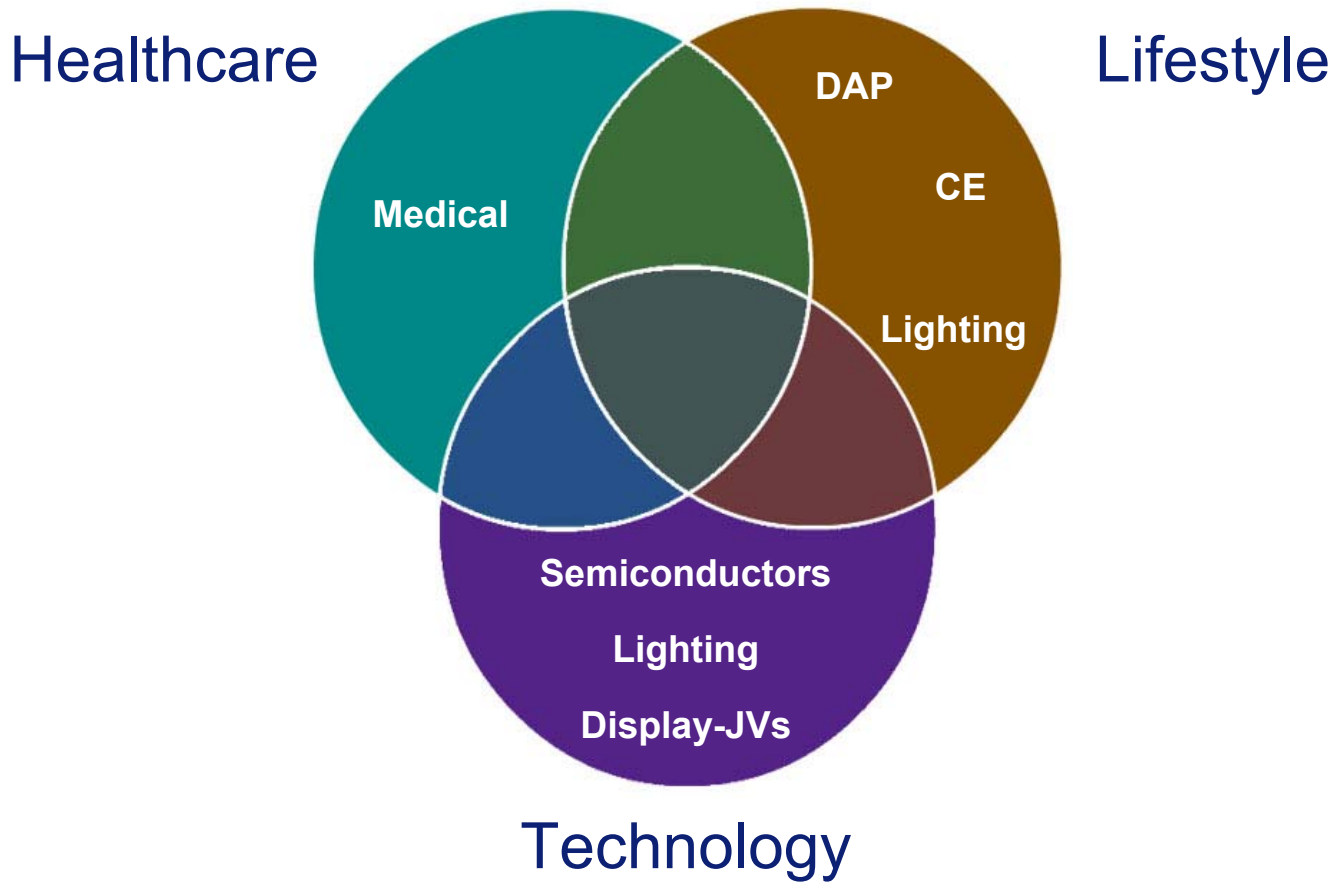 Healthcare
Lifestyle
DAP
CE
Medical
Lighting
Semiconductors
Lighting
Display-JVs
Technology